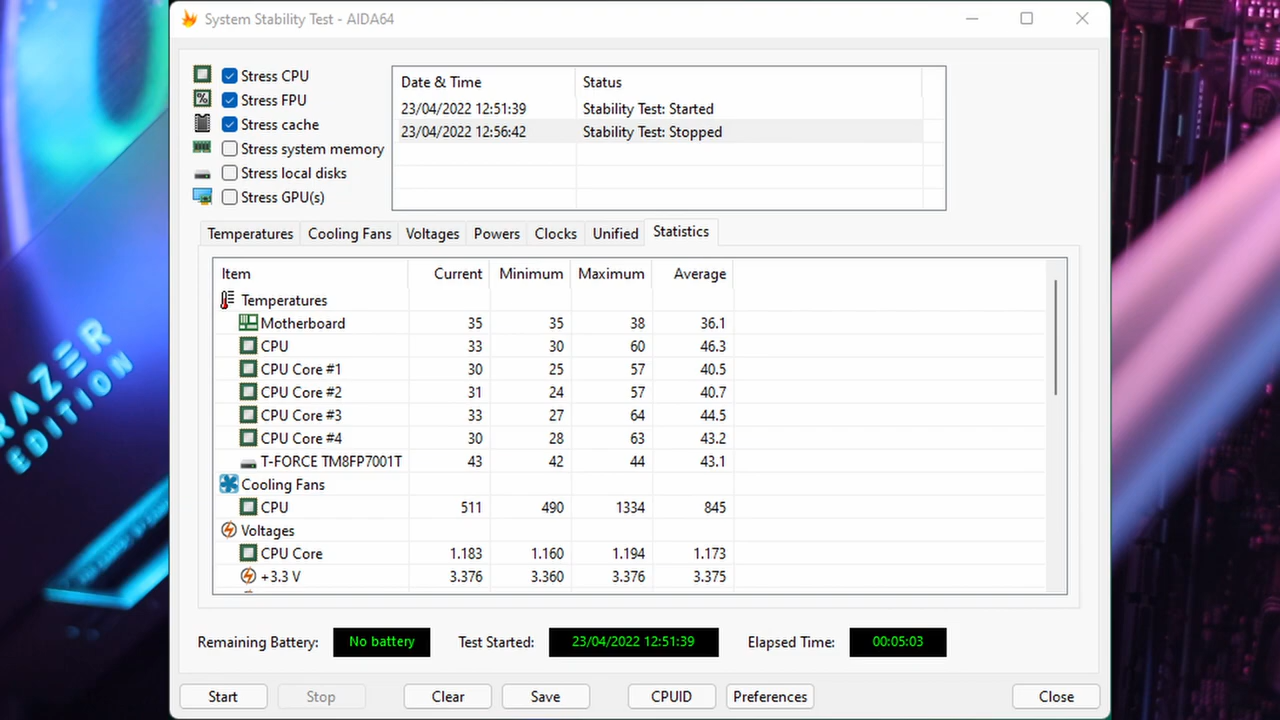 System Stability Test - AIDA64
Stress CPU
Stress FPU
Stress cache
Stress system memory
Stress local disks
Stress GPU(s)
Date & Time Status
23/04/2022 12:51:39 Stability Test: Started
23/04/2022 12:56:42 Stability Test: Stopped
Temperatures Cooling Fans Voltages Powers Clocks Unified Statistics
Item Current Minimum Maximum Average
Temperatures
Motherboard 35 35 38 36.1
CPU 33 30 60 46.3
CPU Core #1 30 25 57 40.5
CPU Core #2 31 24 57 40.7
CPU Core #3 33 27 64 44.5
CPU Core #4 30 28 63 43.2
T-FORCE TM8FP7001T 43 42 44 43.1
Cooling Fans
CPU 511 490 1334 845
Voltages
CPU Core 1.183 1.160 1.194 1.173
+3.3 V 3.376 3.360 3.376 3.375
Remaining Battery: No battery Test Started: 23/04/2022 12:51:39 Elapsed Time: 00:05:03
Start Stop Clear Save CPUID Preferences Close
RAZER
EDITION